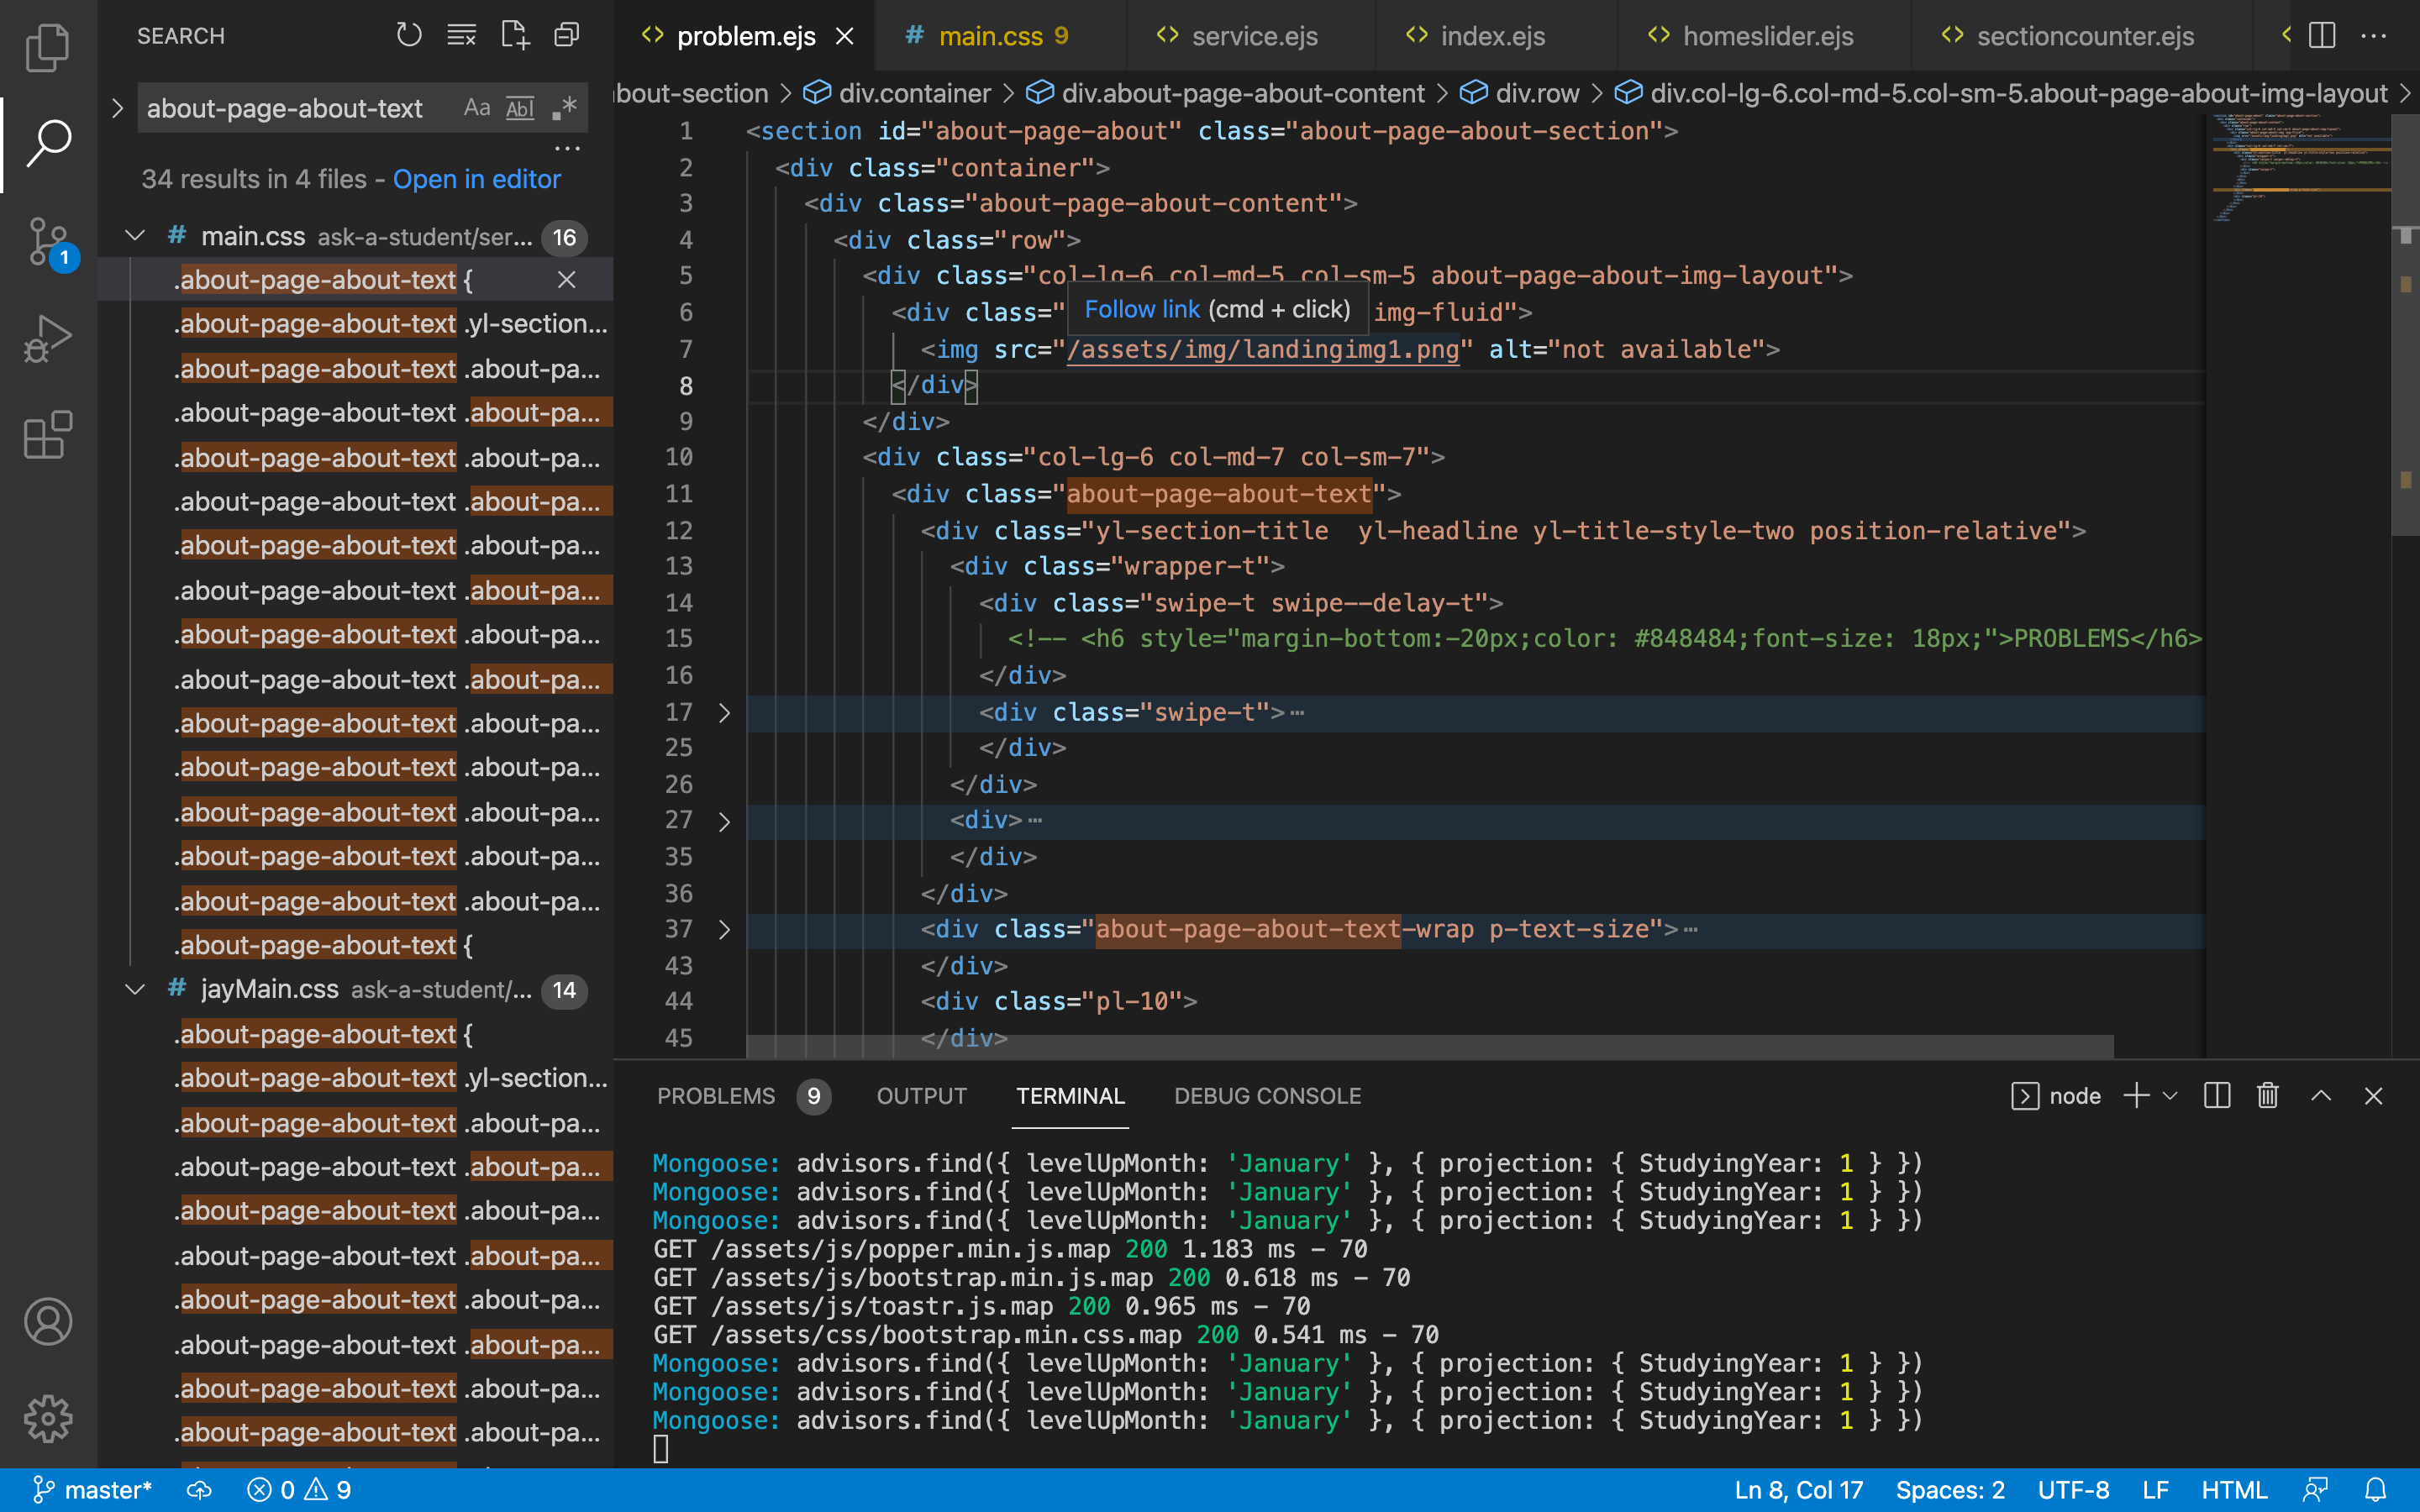 SEARCH
about-page-about-text
Aa
Abl
.*
34 results in 4 files - Open in editor
# main.css ask-a-student/ser... 16
.about-page-about-text {
.about-page-about-text .yl-section...
.about-page-about-text .about-pa...
.about-page-about-text .about-pa...
.about-page-about-text .about-pa...
.about-page-about-text .about-pa...
.about-page-about-text .about-pa...
.about-page-about-text .about-pa...
.about-page-about-text .about-pa...
.about-page-about-text .about-pa...
.about-page-about-text .about-pa...
.about-page-about-text .about-pa...
.about-page-about-text .about-pa...
.about-page-about-text .about-pa...
.about-page-about-text .about-pa...
.about-page-about-text {
# jayMain.css ask-a-student/... 14
.about-page-about-text {
.about-page-about-text .yl-section...
.about-page-about-text .about-pa...
.about-page-about-text .about-pa...
.about-page-about-text .about-pa...
.about-page-about-text .about-pa...
.about-page-about-text .about-pa...
.about-page-about-text .about-pa...
.about-page-about-text .about-pa...
.about-page-about-text .about-pa...
<> problem.ejs
# main.css 9
<> service.ejs
<> index.ejs
<> homeslider.ejs
<> sectioncounter.ejs
bout-section > div.container > div.about-page-about-content > div.row > div.col-lg-6.col-md-5.col-sm-5.about-page-about-img-layout >
1 <section id="about-page-about" class="about-page-about-section">
2 <div class="container">
3 <div class="about-page-about-content">
4 <div class="row">
5 <div class="col-lg-6 col-md-5 col-sm-5 about-page-about-img-layout">
Follow link (cmd + click)
6 <div class=" img-fluid">
7 <img src="/assets/img/landingimg1.png" alt="not available">
8 </div>
9 </div>
10 <div class="col-lg-6 col-md-7 col-sm-7">
11 <div class="about-page-about-text">
12 <div class="yl-section-title  yl-headline yl-title-style-two position-relative">
13 <div class="wrapper-t">
14 <div class="swipe-t swipe--delay-t">
15 <!-- <h6 style="margin-bottom:-20px;color: #848484;font-size: 18px;">PROBLEMS</h6>
16 </div>
17 <div class="swipe-t">⋯
25 </div>
26 </div>
27 <div>⋯
35 </div>
36 </div>
37 <div class="about-page-about-text-wrap p-text-size">⋯
43 </div>
44 <div class="pl-10">
45 </div>
PROBLEMS 9 OUTPUT TERMINAL DEBUG CONSOLE
node
Mongoose: advisors.find({ levelUpMonth: 'January' }, { projection: { StudyingYear: 1 } })
Mongoose: advisors.find({ levelUpMonth: 'January' }, { projection: { StudyingYear: 1 } })
Mongoose: advisors.find({ levelUpMonth: 'January' }, { projection: { StudyingYear: 1 } })
GET /assets/js/popper.min.js.map 200 1.183 ms - 70
GET /assets/js/bootstrap.min.js.map 200 0.618 ms - 70
GET /assets/js/toastr.js.map 200 0.965 ms - 70
GET /assets/css/bootstrap.min.css.map 200 0.541 ms - 70
Mongoose: advisors.find({ levelUpMonth: 'January' }, { projection: { StudyingYear: 1 } })
Mongoose: advisors.find({ levelUpMonth: 'January' }, { projection: { StudyingYear: 1 } })
Mongoose: advisors.find({ levelUpMonth: 'January' }, { projection: { StudyingYear: 1 } })
1
master*
0 9
Ln 8, Col 17 Spaces: 2 UTF-8 LF HTML